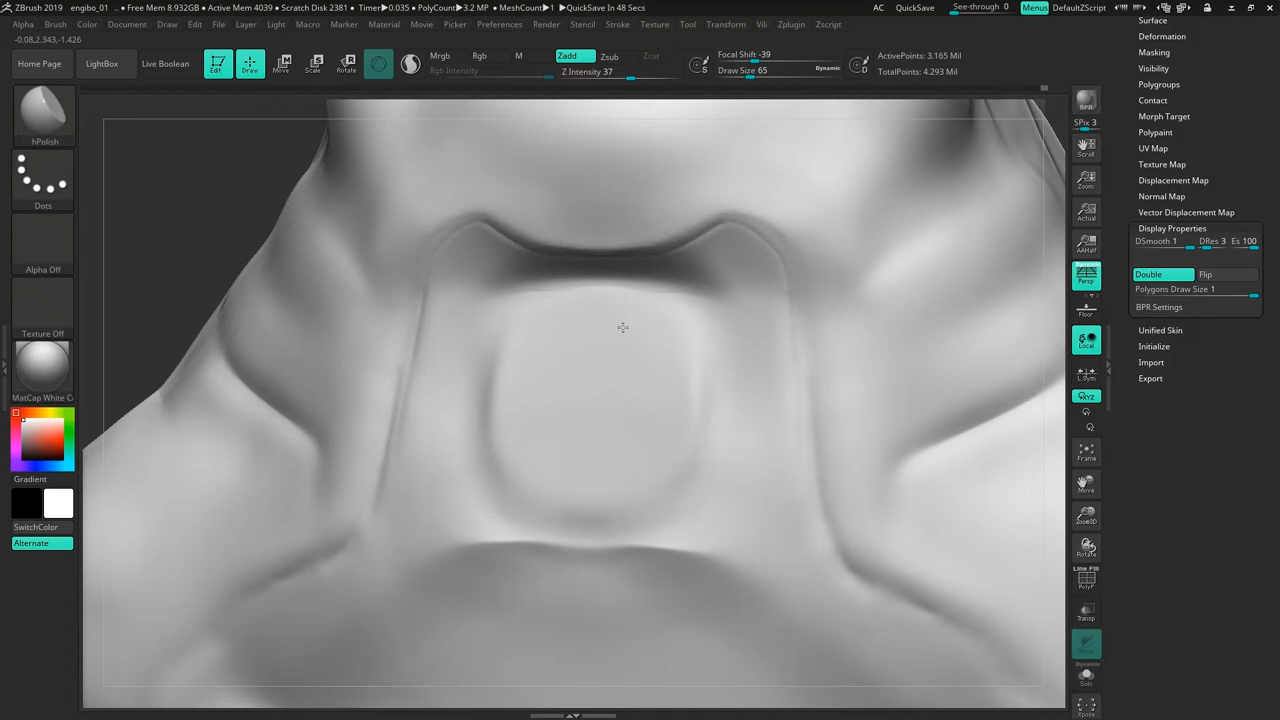 ZBrush 2019 engibo_01 • Free Mem 8.932GB • Active Mem 4039 • Scratch Disk 2381 • Timer▶0.035 • PolyCount▶3.2 MP • MeshCount▶1 ▶QuickSave In 48 Secs AC QuickSave See-through 0 Menus DefaultZScript
Alpha Brush Color Document Draw Edit File Layer Light Macro Marker Material Movie Picker Preferences Render Stencil Stroke Texture Tool Transform Vili Zplugin Zscript
-0.08,2.343,-1.426
Home Page LightBox Live Boolean Edit Draw Move Scale Rotate
Mrgb Rgb M Zadd Zsub Zcut
Rgb Intensity Z Intensity 37
S
Focal Shift -39
Draw Size 65 Dynamic
D
ActivePoints: 3.165 Mil
TotalPoints: 4.293 Mil
hPolish
Dots
Alpha Off
Texture Off
MatCap White C
Gradient
SwitchColor
Alternate
BPR
SPix 3
Scroll
Zoom
Actual
AAHalf
Dynamic
Persp
Floor
Local
L.Sym
XYZ
Frame
Move
Zoom3D
Rotate
Line Fill
PolyF
Transp
Ghost
Dynamic
Solo
Xpose
Surface
Deformation
Masking
Visibility
Polygroups
Contact
Morph Target
Polypaint
UV Map
Texture Map
Displacement Map
Normal Map
Vector Displacement Map
Display Properties
DSmooth 1 DRes 3 Es 100
Double Flip
Polygons Draw Size 1
BPR Settings
Unified Skin
Initialize
Import
Export